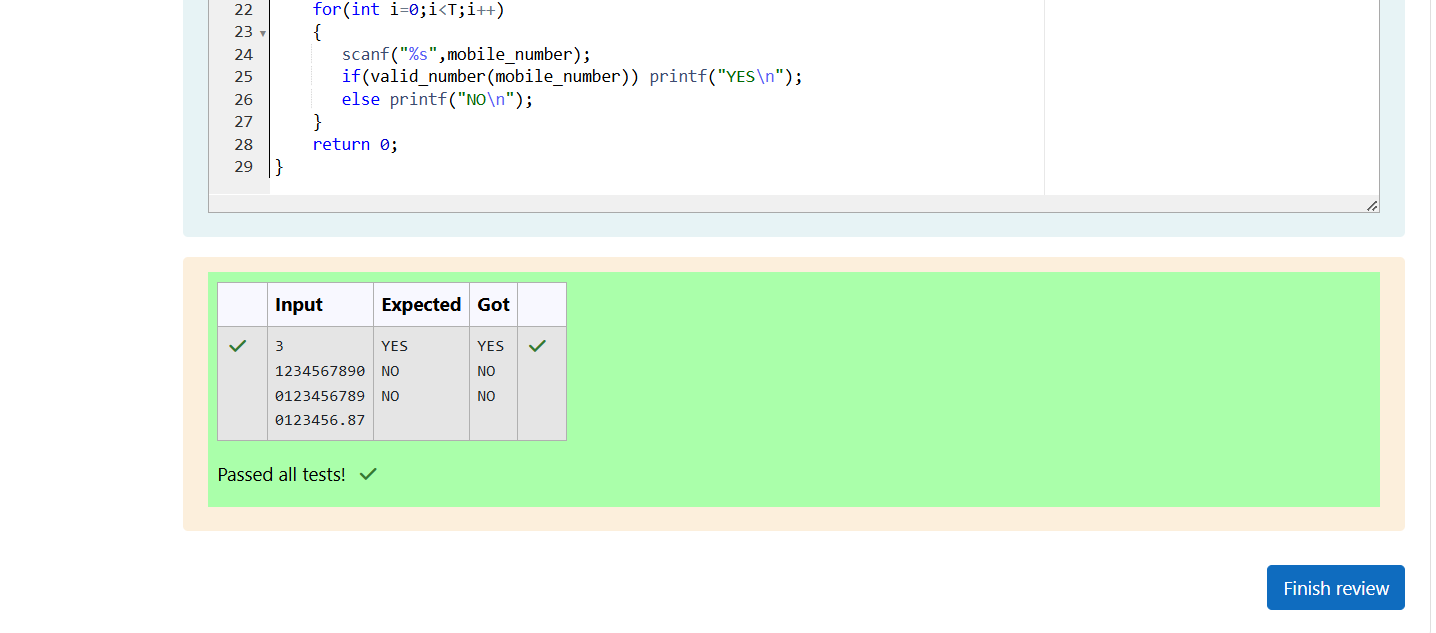 22 for(int i=0;i<T;i++)
23 {
24 scanf("%s",mobile_number);
25 if(valid_number(mobile_number)) printf("YES\n");
26 else printf("NO\n");
27 }
28 return 0;
29 }
Input Expected Got
3 YES YES
1234567890 NO NO
0123456789 NO NO
0123456.87
Passed all tests!
Finish review